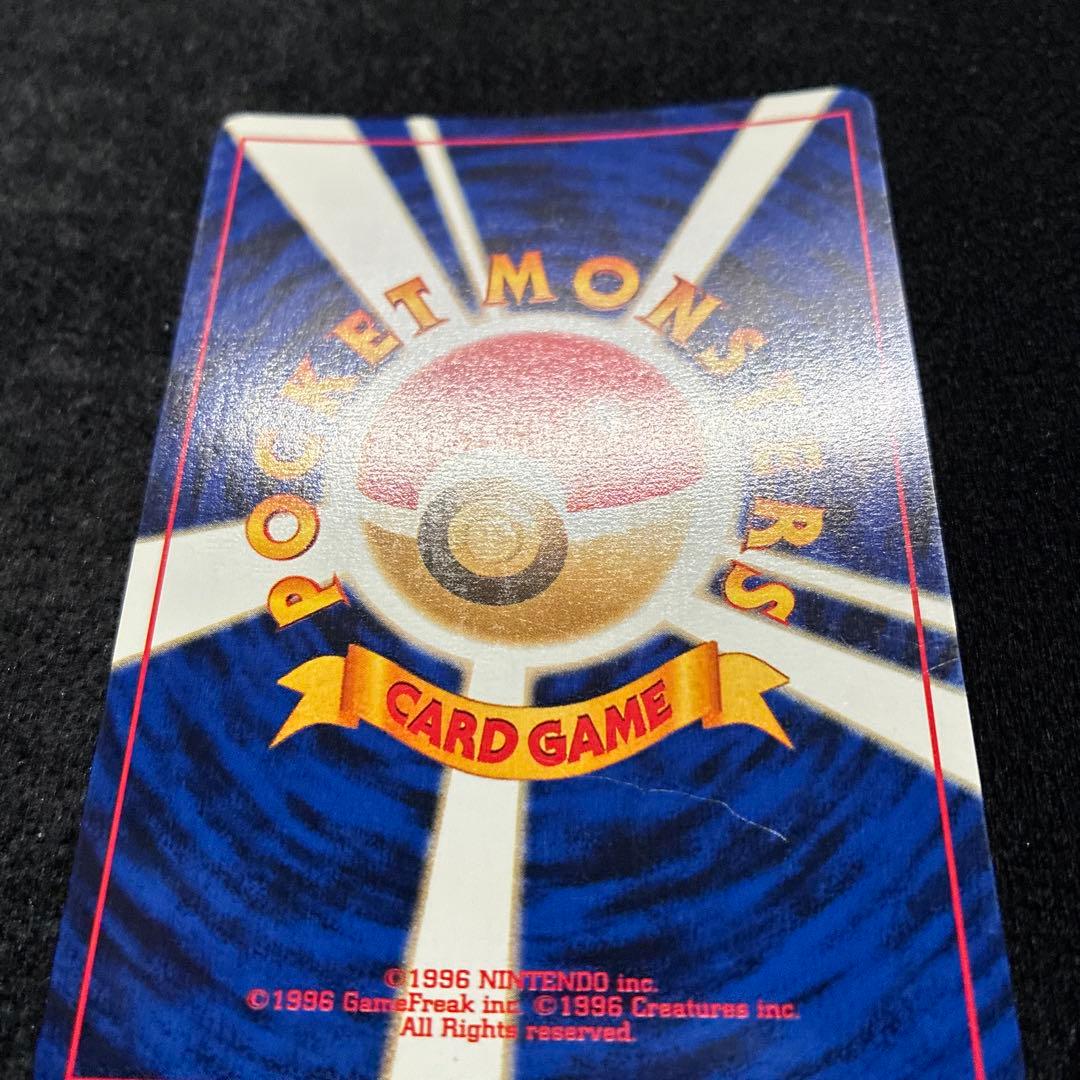 POCKET MONSTERS
CARD GAME
©1996 NINTENDO inc.
©1996 GameFreak inc. ©1996 Creatures inc.
All Rights reserved.